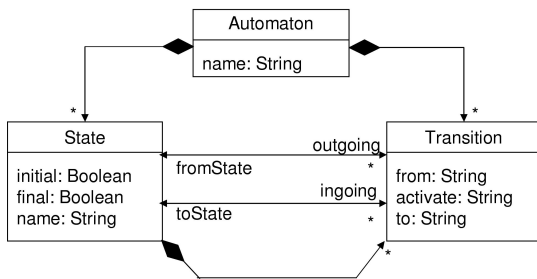 Automaton
name: String
*
*
State
initial: Boolean
final: Boolean
name: String
outgoing
fromState
*
ingoing
toState
*
Transition
from: String
activate: String
to: String
*